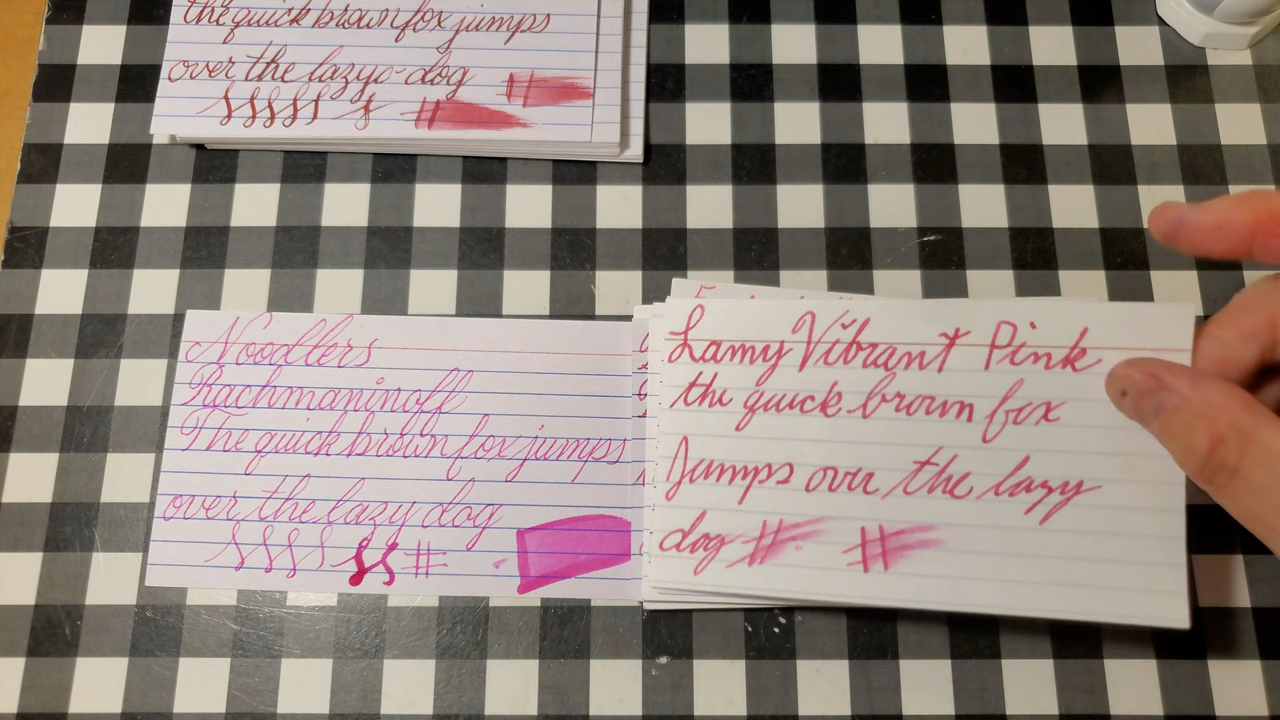 the quick brown fox jumps
over the lazy dog
Noodlers
Rachmaninoff
The quick brown fox jumps
over the lazy dog
Lamy Vibrant Pink
the quick brown fox
Jumps over the lazy
dog